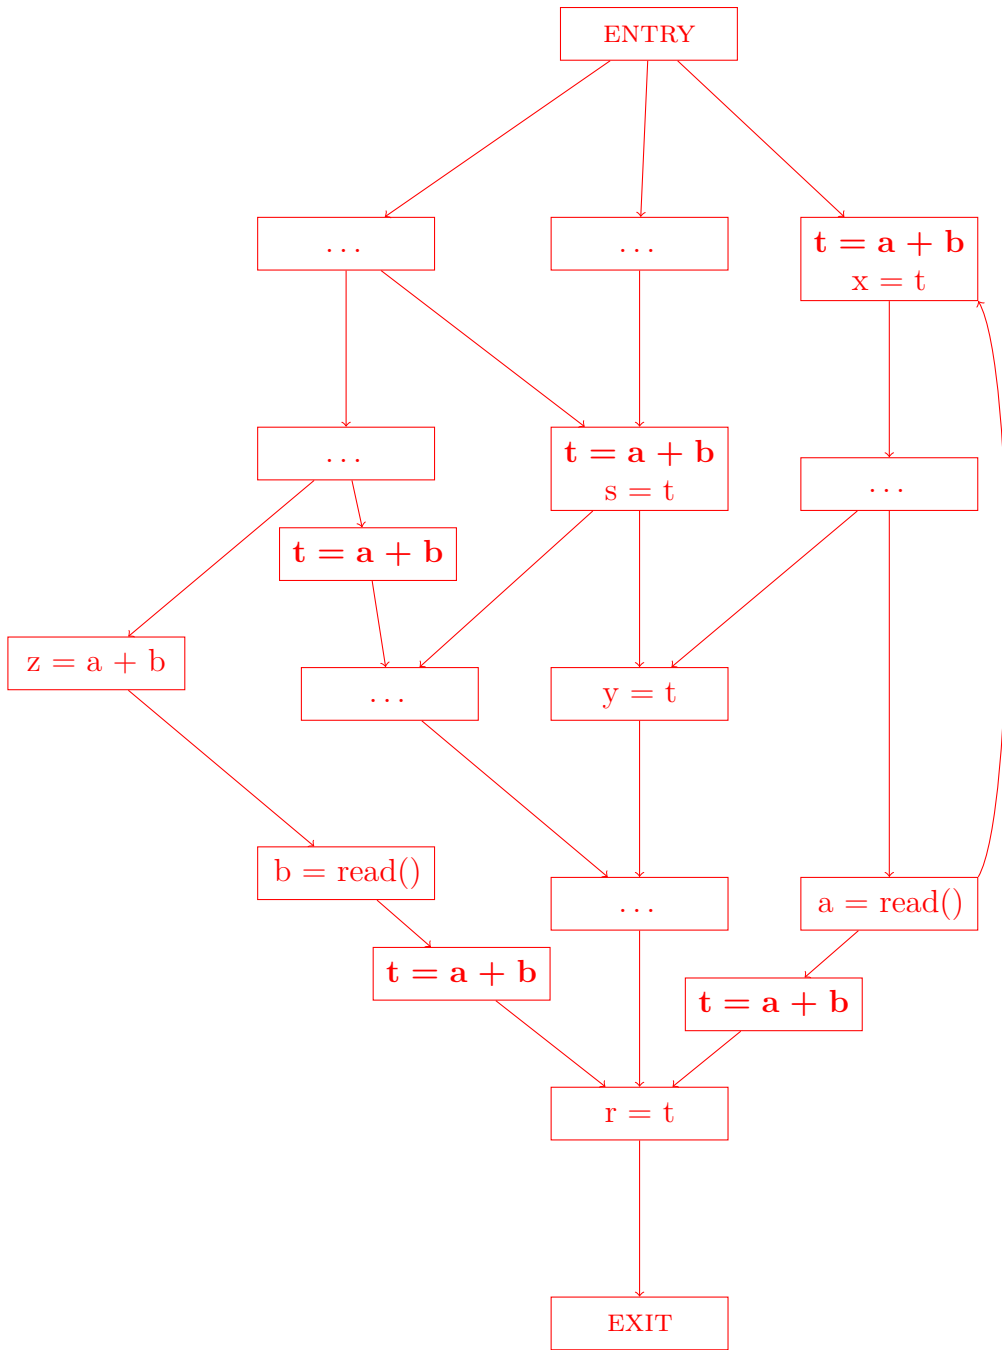 ENTRY
...
...
t = a + b
x = t
...
t = a + b
s = t
...
t = a + b
z = a + b
...
y = t
b = read()
...
a = read()
t = a + b
t = a + b
r = t
EXIT